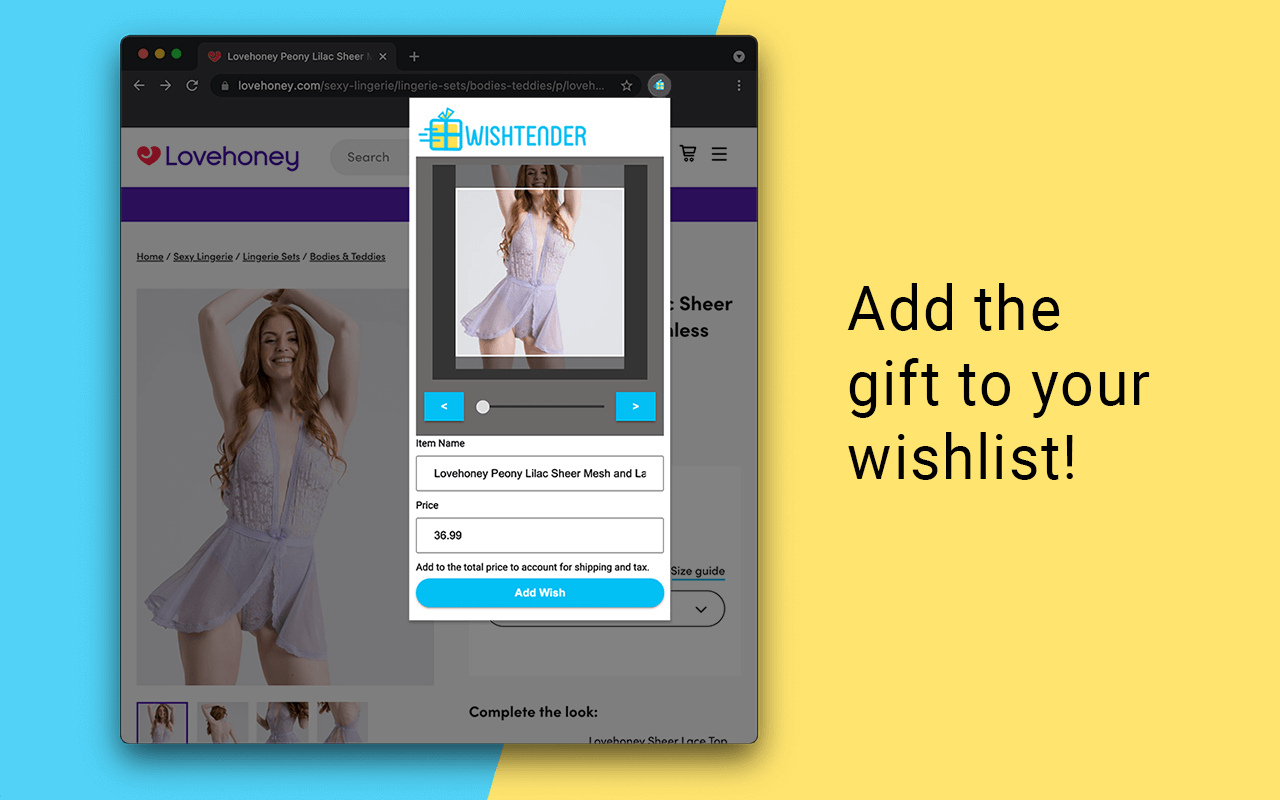 Lovehoney Peony Lilac Sheer
lovehoney.com/sexy-lingerie/lingerie-sets/bodies-teddies/p/loveh...
WISHTENDER
Lovehoney
Search
Home / Sexy Lingerie / Lingerie Sets / Bodies & Teddies
Sheer
< >
Item Name
Lovehoney Peony Lilac Sheer Mesh and La
Price
36.99
Add to the total price to account for shipping and tax.
Size guide
Add Wish
Complete the look:
Lovehoney Sheer Lace Top
Add the
gift to your
wishlist!